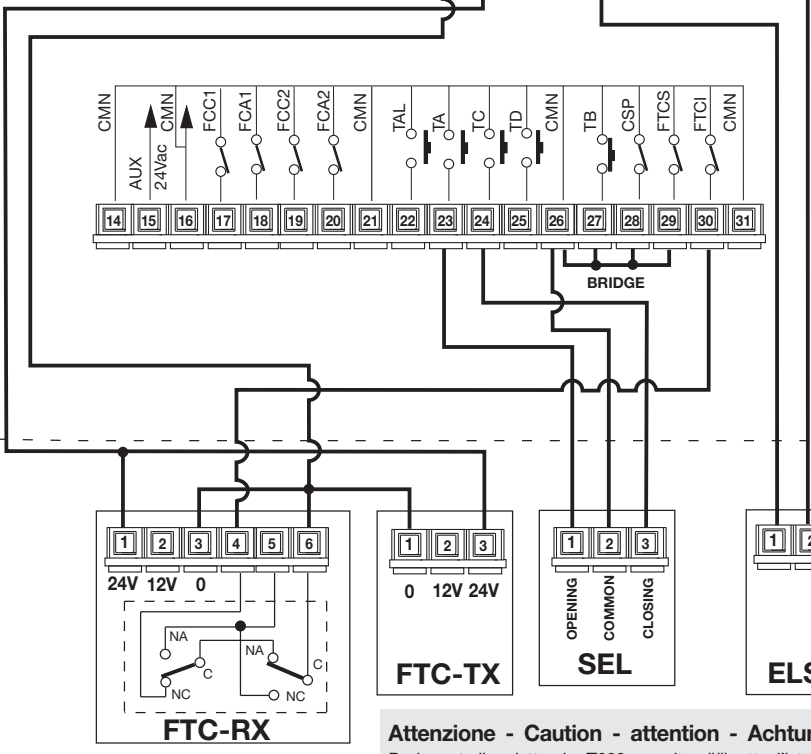 CMN AUX 24Vac CMN FCC1 FCA1 FCC2 FCA2 CMN TAL TA TC TD CMN TB CSP FTCS FTCI CMN
14 15 16 17 18 19 20 21 22 23 24 25 26 27 28 29 30 31
BRIDGE
1 2 3 4 5 6
24V 12V 0
NA
C
NC
NA
C
NC
FTC-RX
1 2 3
0 12V 24V
FTC-TX
1 2 3
OPENING COMMON CLOSING
SEL
1
ELS
Attenzione - Caution - attention - Achtu